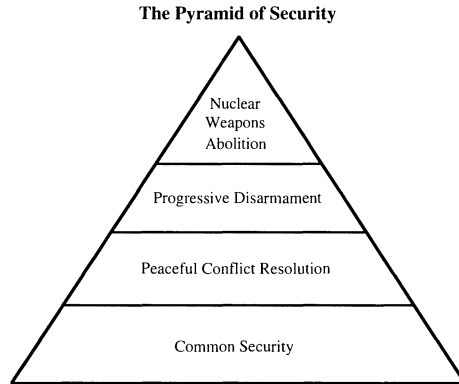 The Pyramid of Security
Nuclear
Weapons
Abolition
Progressive Disarmament
Peaceful Conflict Resolution
Common Security